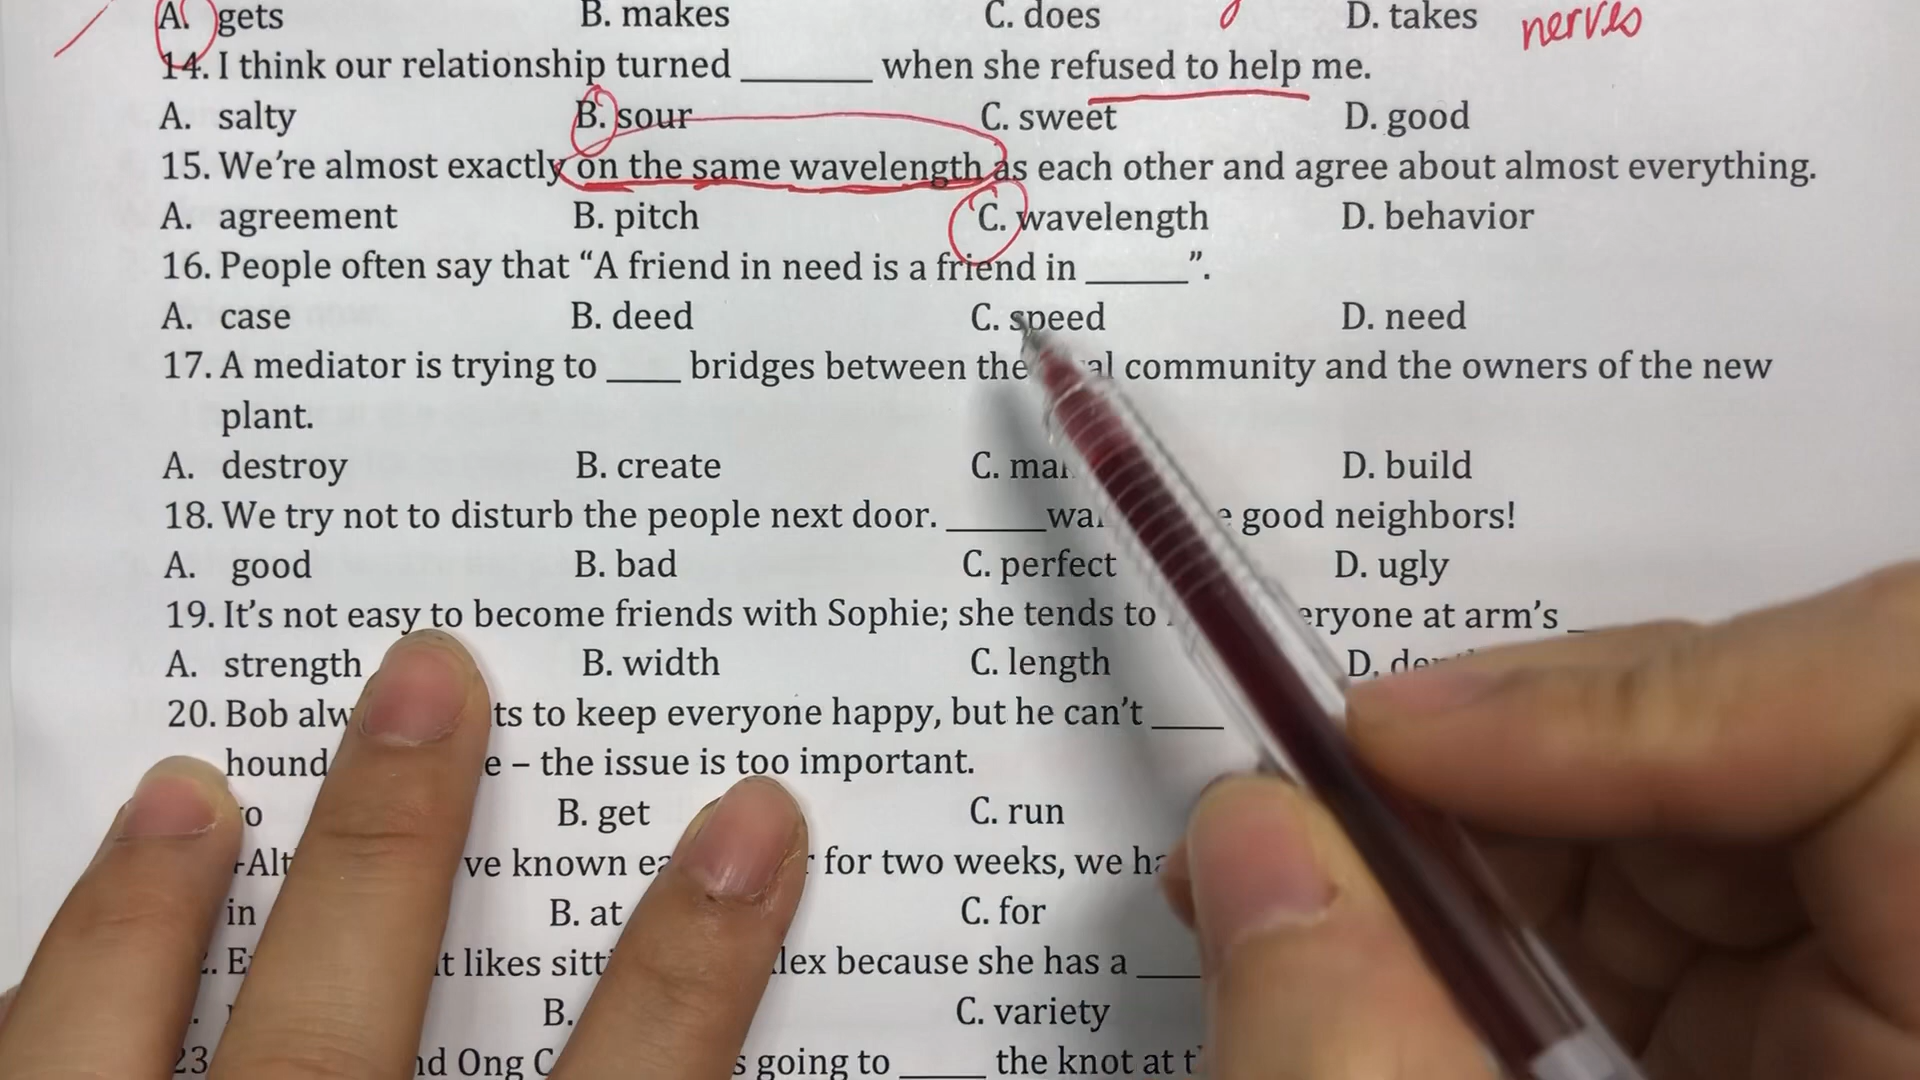 A. gets B. makes C. does D. takes nerves
14. I think our relationship turned ______ when she refused to help me.
A. salty B. sour C. sweet D. good
15. We're almost exactly on the same wavelength as each other and agree about almost everything.
A. agreement B. pitch C. wavelength D. behavior
16. People often say that “A friend in need is a friend in _____”.
A. case B. deed C. speed D. need
17. A mediator is trying to ____ bridges between the community and the owners of the new
plant.
A. destroy B. create C. D. build
18. We try not to disturb the people next door. _____ good neighbors!
A. good B. bad C. perfect D. ugly
19. It's not easy to become friends with Sophie; she tends to at arm's _
A. strength B. width C. length D.
20. Bob to keep everyone happy, but he can't ____
– the issue is too important.
B. get C. run
known for two weeks, we
in B. at C. for
likes because she has a ____
B. C. variety
23 Ong going to ____ the knot at